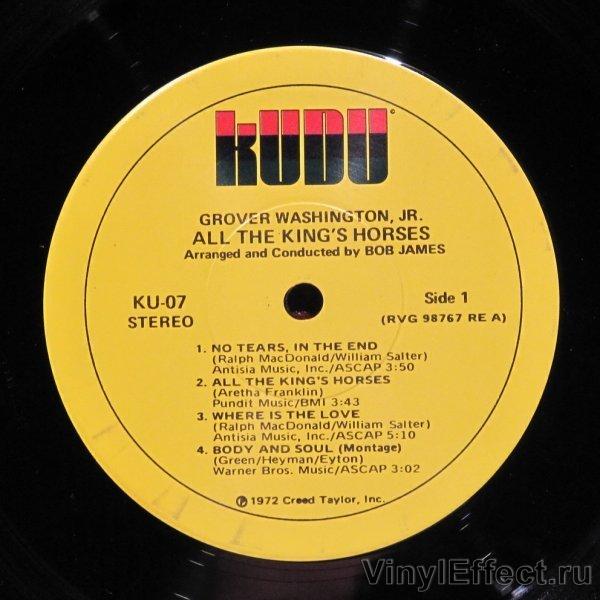 KUDU©
GROVER WASHINGTON, JR.
ALL THE KING'S HORSES
Arranged and Conducted by BOB JAMES
KU-07
STEREO
Side 1
(RVG 98767 RE A)
1. NO TEARS, IN THE END
(Ralph MacDonald/William Salter)
Antisia Music, Inc./ASCAP 3:50
2. ALL THE KING'S HORSES
(Aretha Franklin)
Pundit Music/BMI 3:43
3. WHERE IS THE LOVE
(Ralph MacDonald/William Salter)
Antisia Music, Inc./ASCAP 5:10
4. BODY AND SOUL (Montage)
(Green/Heyman/Eyton)
Warner Bros. Music/ASCAP 3:02
℗ 1972 Creed Taylor, Inc.
VinylEffect.ru